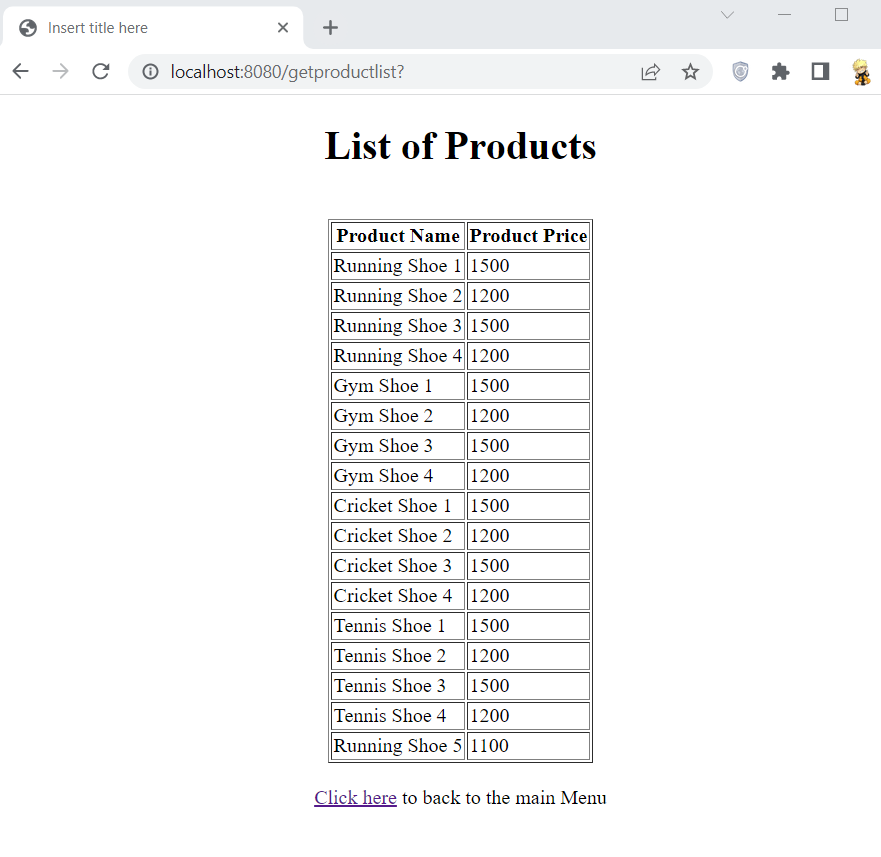 Insert title here
localhost:8080/getproductlist?
List of Products
Product Name Product Price
Running Shoe 1 1500
Running Shoe 2 1200
Running Shoe 3 1500
Running Shoe 4 1200
Gym Shoe 1 1500
Gym Shoe 2 1200
Gym Shoe 3 1500
Gym Shoe 4 1200
Cricket Shoe 1 1500
Cricket Shoe 2 1200
Cricket Shoe 3 1500
Cricket Shoe 4 1200
Tennis Shoe 1 1500
Tennis Shoe 2 1200
Tennis Shoe 3 1500
Tennis Shoe 4 1200
Running Shoe 5 1100
Click here to back to the main Menu